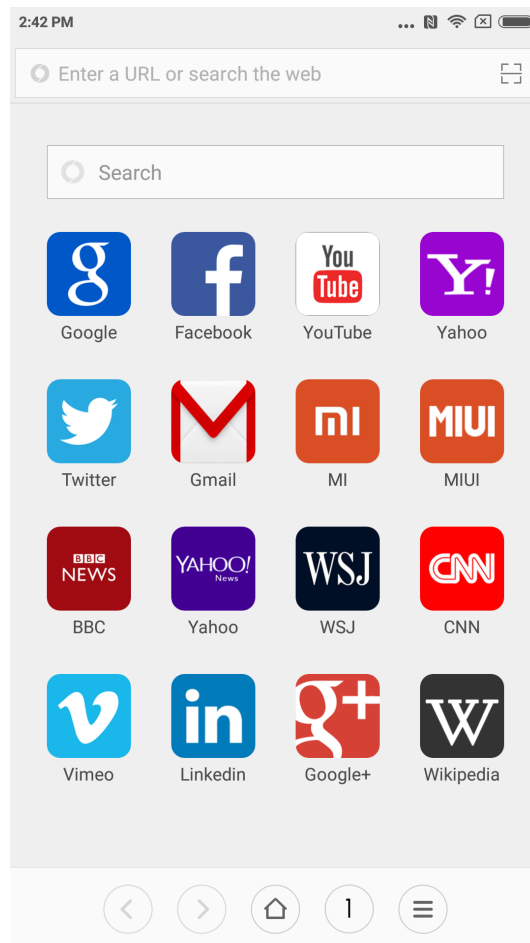 2:42 PM
Enter a URL or search the web
Search
g
f
You
Tube
Y!
Google
Facebook
YouTube
Yahoo
MI
MIUI
Twitter
Gmail
MI
MIUI
BBC
NEWS
YAHOO!
News
WSJ
CNN
BBC
Yahoo
WSJ
CNN
v
in
g+
W
Vimeo
Linkedin
Google+
Wikipedia
1